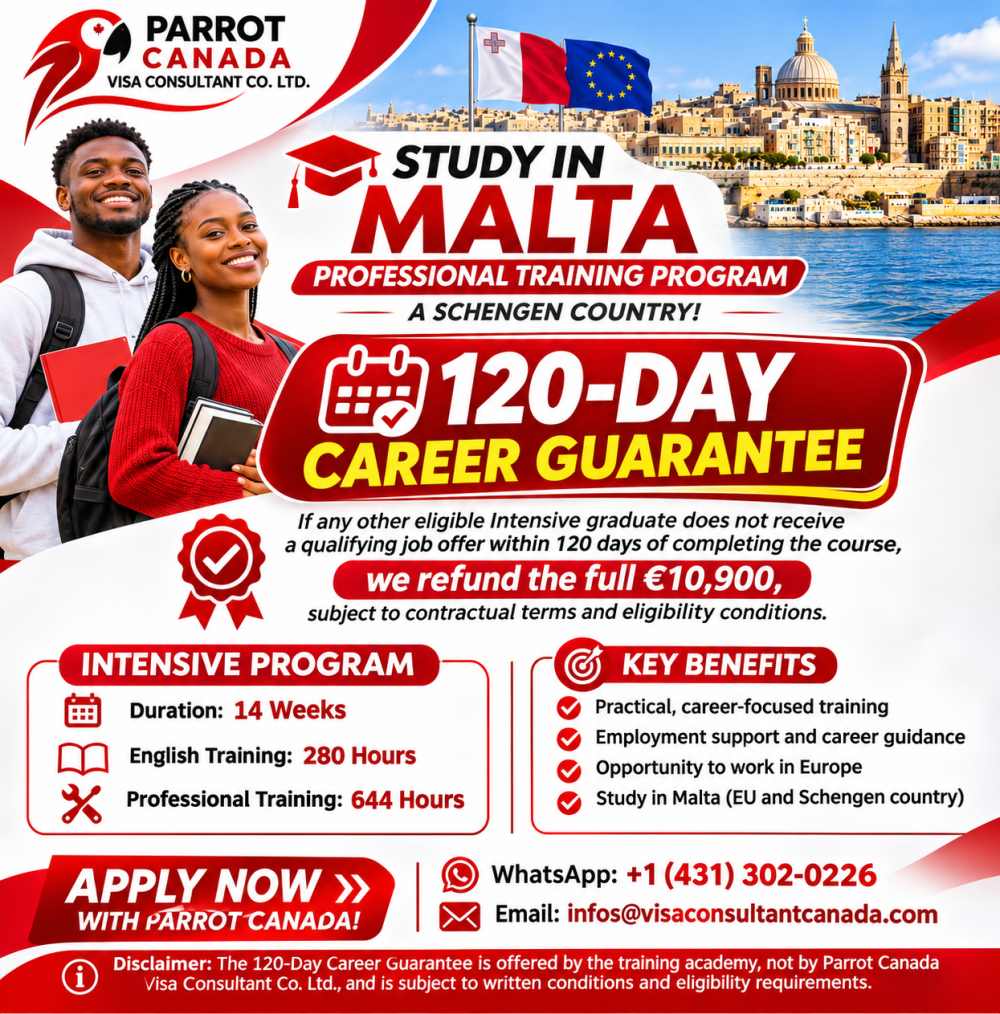 PARROT
CANADA
VISA CONSULTANT CO. LTD.
STUDY IN
MALTA
PROFESSIONAL TRAINING PROGRAM
A SCHENGEN COUNTRY!
120-DAY
CAREER GUARANTEE
If any other eligible Intensive graduate does not receive
a qualifying job offer within 120 days of completing the course,
we refund the full €10,900,
subject to contractual terms and eligibility conditions.
INTENSIVE PROGRAM
Duration: 14 Weeks
English Training: 280 Hours
Professional Training: 644 Hours
KEY BENEFITS
Practical, career-focused training
Employment support and career guidance
Opportunity to work in Europe
Study in Malta (EU and Schengen country)
APPLY NOW »
WITH PARROT CANADA!
WhatsApp: +1 (431) 302-0226
Email: infos@visaconsultantcanada.com
Disclaimer: The 120-Day Career Guarantee is offered by the training academy, not by Parrot Canada
Visa Consultant Co. Ltd., and is subject to written conditions and eligibility requirements.